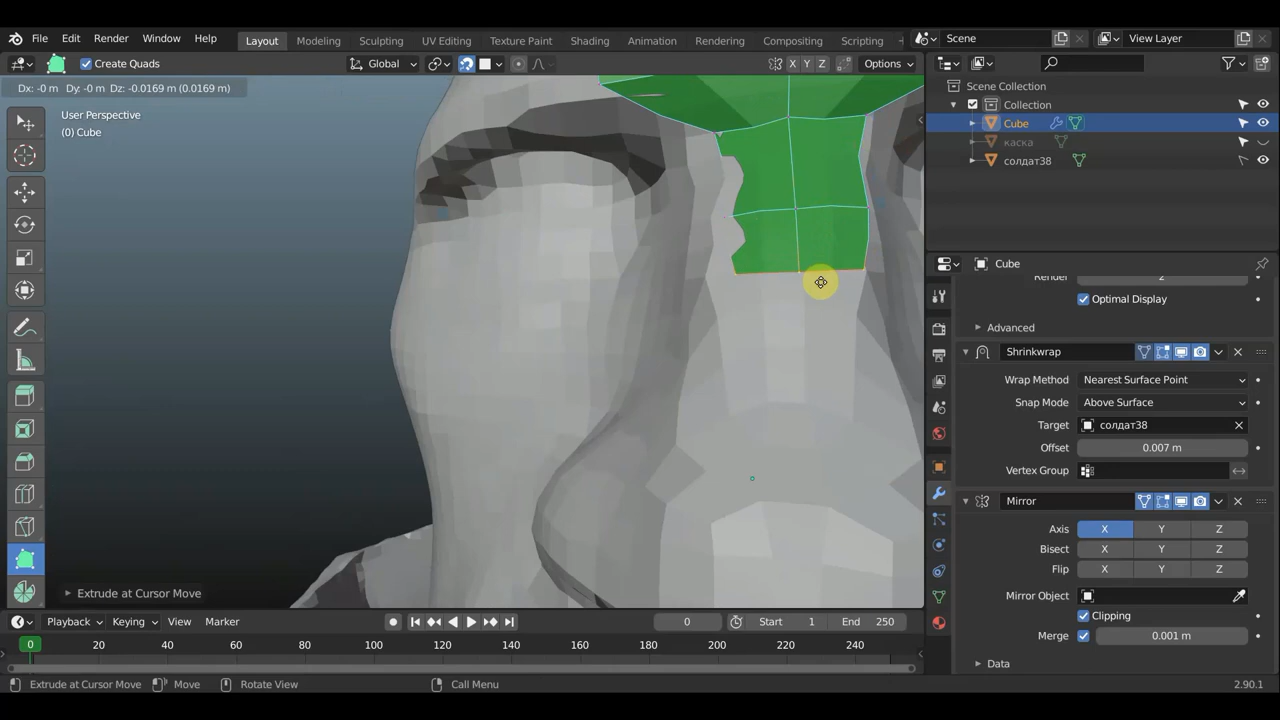 File Edit Render Window Help Layout Modeling Sculpting UV Editing Texture Paint Shading Animation Rendering Compositing Scripting Scene View Layer
Create Quads Global X Y Z Options
Dx: -0 m Dy: -0 m Dz: -0.0169 m (0.0169 m)
User Perspective
(0) Cube
Scene Collection
Collection
Cube
каска
солдат38
Cube
Render 2
Optimal Display
Advanced
Shrinkwrap
Wrap Method Nearest Surface Point
Snap Mode Above Surface
Target солдат38
Offset 0.007 m
Vertex Group
Mirror
Axis X Y Z
Bisect X Y Z
Flip X Y Z
Mirror Object
Clipping
Merge 0.001 m
Data
Extrude at Cursor Move
Playback Keying View Marker 0 Start 1 End 250
0 20 40 60 80 100 120 140 160 180 200 220 240
Extrude at Cursor Move Move Rotate View Call Menu 2.90.1